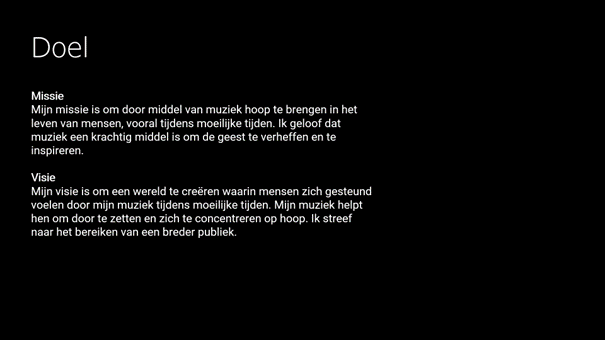 Doel
Missie
Mijn missie is om door middel van muziek hoop te brengen in het
leven van mensen, vooral tijdens moeilijke tijden. Ik geloof dat
muziek een krachtig middel is om de geest te verheffen en te
inspireren.
Visie
Mijn visie is om een wereld te creëren waarin mensen zich gesteund
voelen door mijn muziek tijdens moeilijke tijden. Mijn muziek helpt
hen om door te zetten en zich te concentreren op hoop. Ik streef
naar het bereiken van een breder publiek.